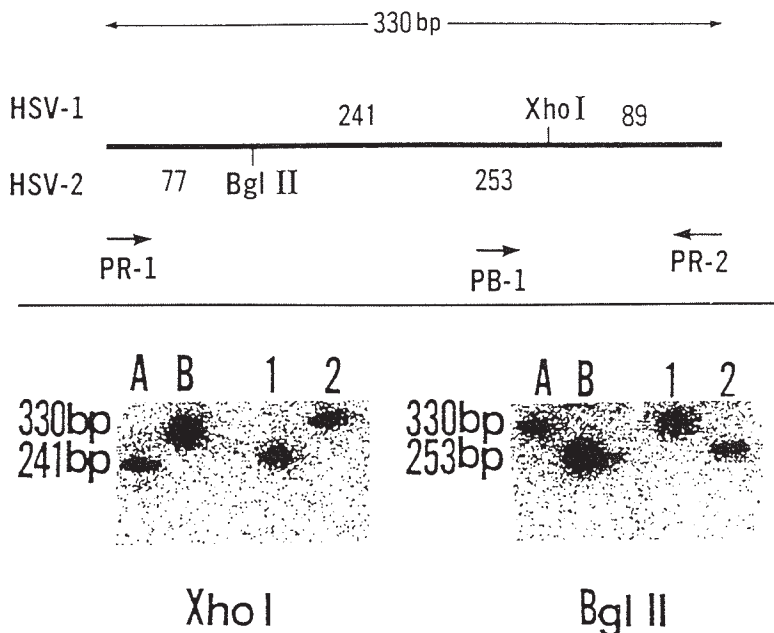 330 bp
HSV-1 241 Xho I 89
HSV-2 77 Bgl II 253
PR-1 PB-1 PR-2
A B 1 2 A B 1 2
330bp 330bp
241bp 253bp
Xho I Bgl II